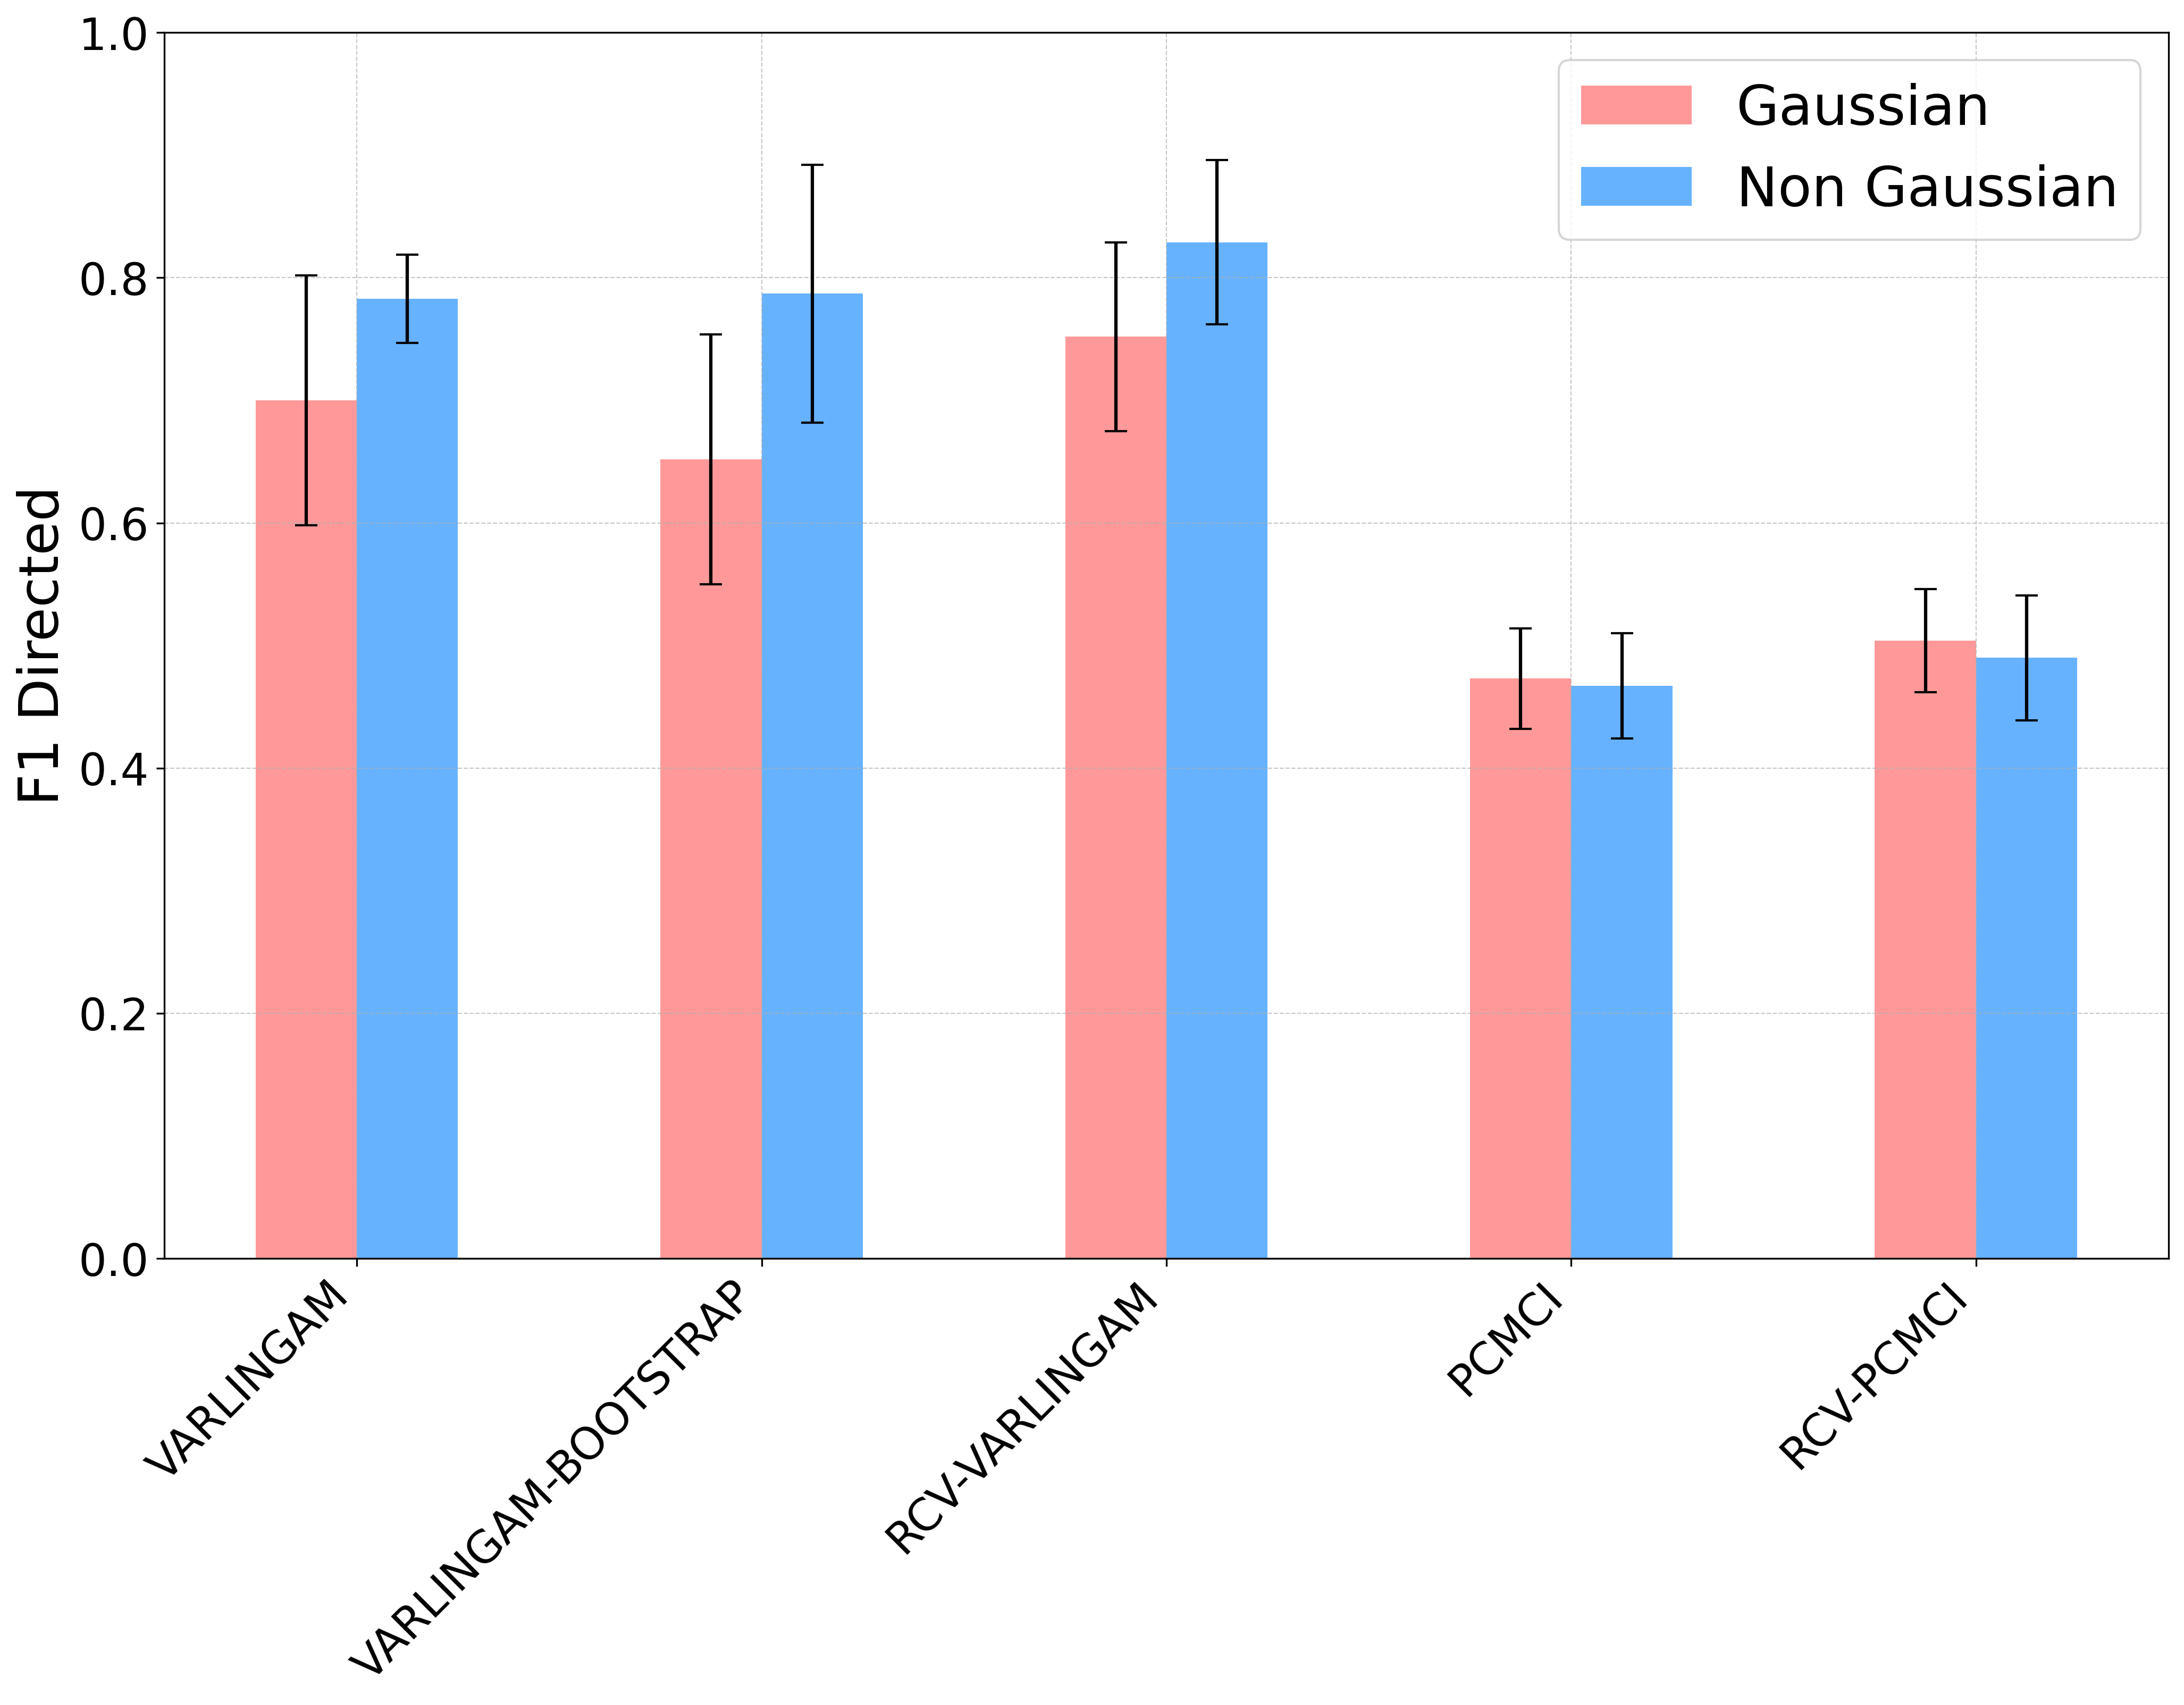 Gaussian
Non Gaussian
F1 Directed
1.0
0.8
0.6
0.4
0.2
0.0
VARLINGAM
VARLINGAM-BOOTSTRAP
RCV-VARLINGAM
PCMCI
RCV-PCMCI